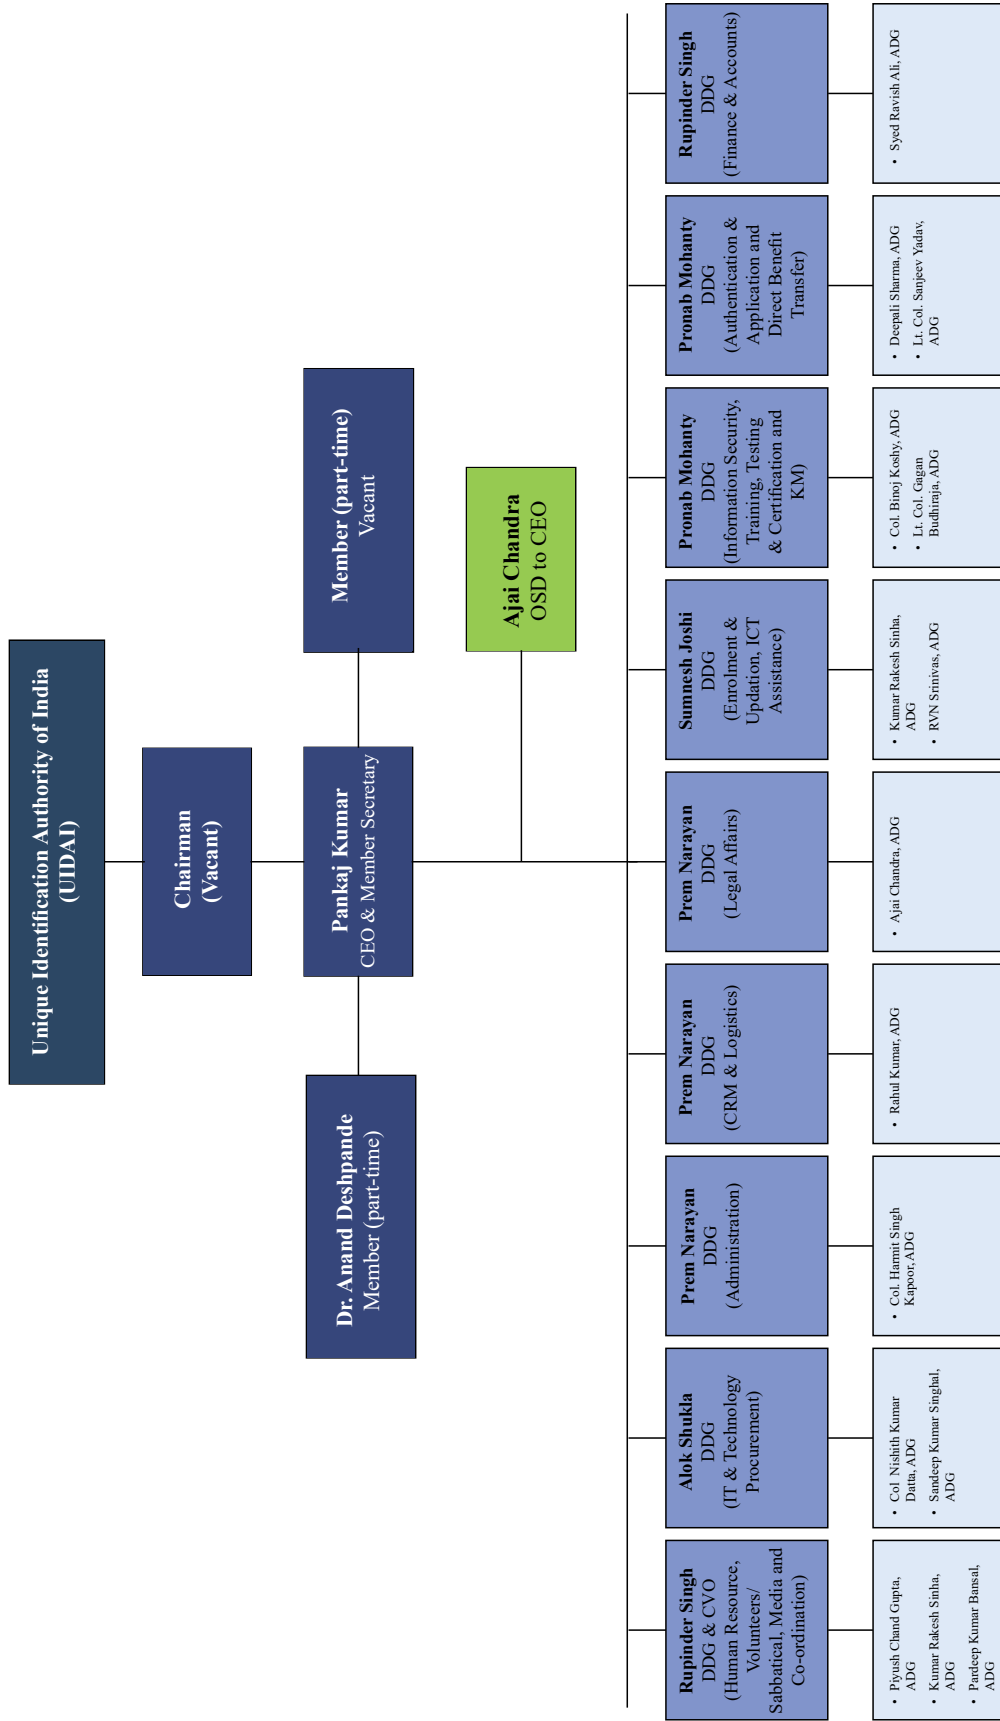 Unique Identification Authority of India
(UIDAI)
Chairman
(Vacant)
Dr. Anand Deshpande
Member (part-time)
Pankaj Kumar
CEO & Member Secretary
Member (part-time)
Vacant
Ajai Chandra
OSD to CEO
Rupinder Singh
DDG & CVO
(Human Resource,
Volunteers/
Sabbatical, Media and
Co-ordination)
Alok Shukla
DDG
(IT & Technology
Procurement)
Prem Narayan
DDG
(Administration)
Prem Narayan
DDG
(CRM & Logistics)
Prem Narayan
DDG
(Legal Affairs)
Sumnesh Joshi
DDG
(Enrolment &
Updation, ICT
Assistance)
Pronab Mohanty
DDG
(Information Security,
Training, Testing
& Certification and
KM)
Pronab Mohanty
DDG
(Authentication &
Application and
Direct Benefit
Transfer)
Rupinder Singh
DDG
(Finance & Accounts)
• Piyush Chand Gupta,
ADG
• Kumar Rakesh Sinha,
ADG
• Pardeep Kumar Bansal,
ADG
• Col. Nishith Kumar
Datta, ADG
• Sandeep Kumar Singhal,
ADG
• Col. Harmit Singh
Kapoor, ADG
• Rahul Kumar, ADG
• Ajai Chandra, ADG
• Kumar Rakesh Sinha,
ADG
• RVN Srinivas, ADG
• Col. Binoj Koshy, ADG
• Lt. Col. Gagan
Budhiraja, ADG
• Deepali Sharma, ADG
• Lt. Col. Sanjeev Yadav,
ADG
• Syed Ravish Ali, ADG